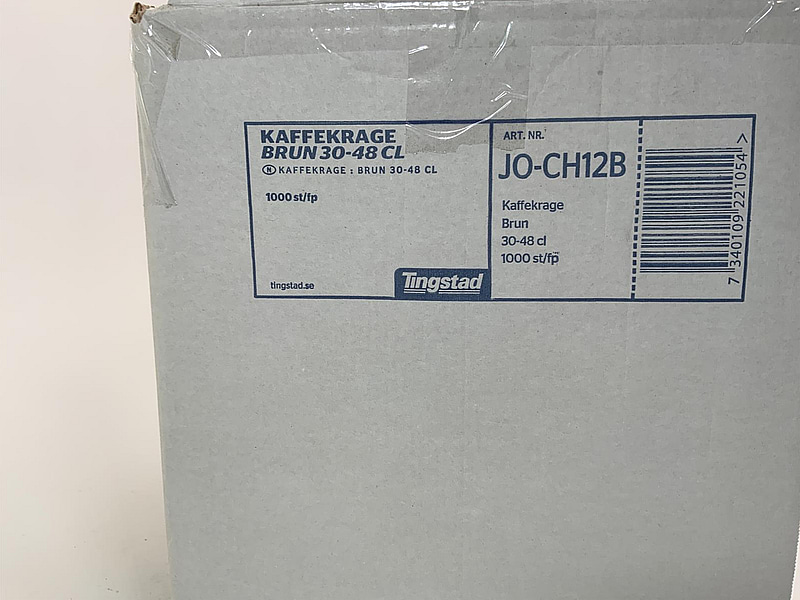 KAFFEKRAGE
BRUN 30-48 CL
N KAFFEKRAGE : BRUN 30-48 CL
1000 st/fp
tingstad.se
Tingstad
ART. NR.
JO-CH12B
Kaffekrage
Brun
30-48 cl
1000 st/fp
7 340109 221054 >